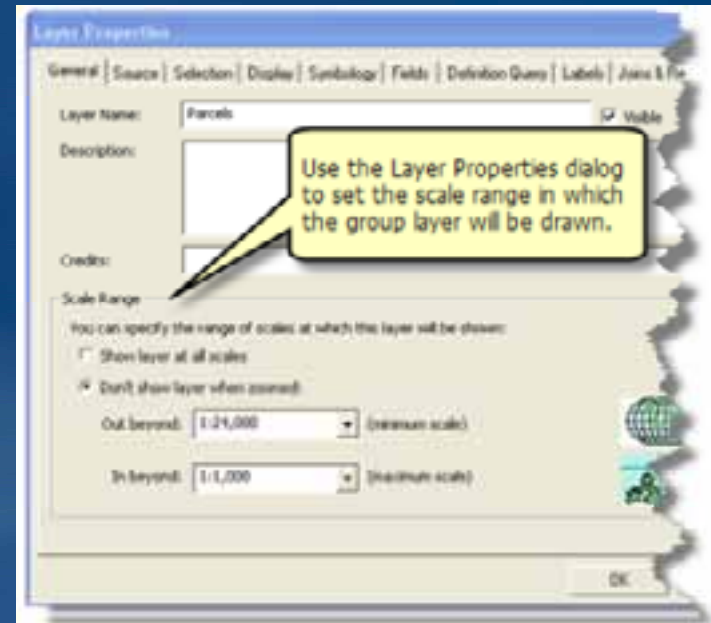 Layer Properties
General | Source | Selection | Display | Symbology | Fields | Definition Query | Labels | Joins &
Layer Name: Parcels Visible
Description:
Use the Layer Properties dialog
to set the scale range in which
the group layer will be drawn.
Credits:
Scale Range
You can specify the range of scales at which this layer will be shown:
Show layer at all scales
Don't show layer when zoomed:
Out beyond: 1:24,000 (minimum scale)
In beyond: 1:1,000 (maximum scale)
OK